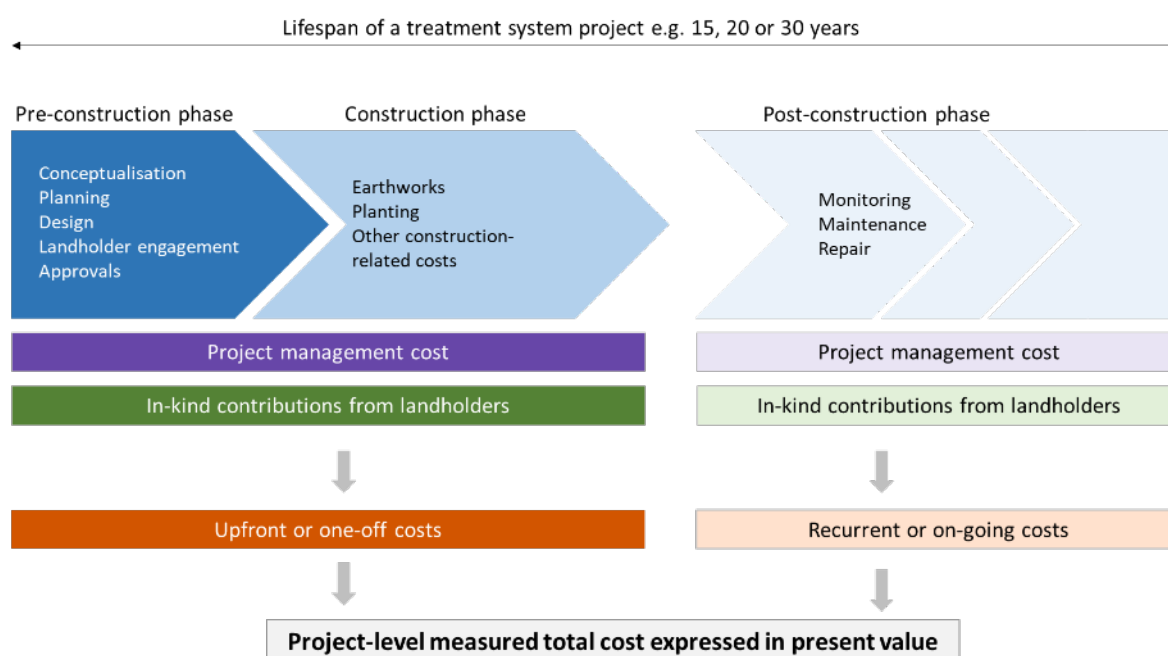 Lifespan of a treatment system project e.g. 15, 20 or 30 years
Pre-construction phase
Construction phase
Post-construction phase
Conceptualisation
Planning
Design
Landholder engagement
Approvals
Earthworks
Planting
Other construction-
related costs
Monitoring
Maintenance
Repair
Project management cost
Project management cost
In-kind contributions from landholders
In-kind contributions from landholders
Upfront or one-off costs
Recurrent or on-going costs
Project-level measured total cost expressed in present value